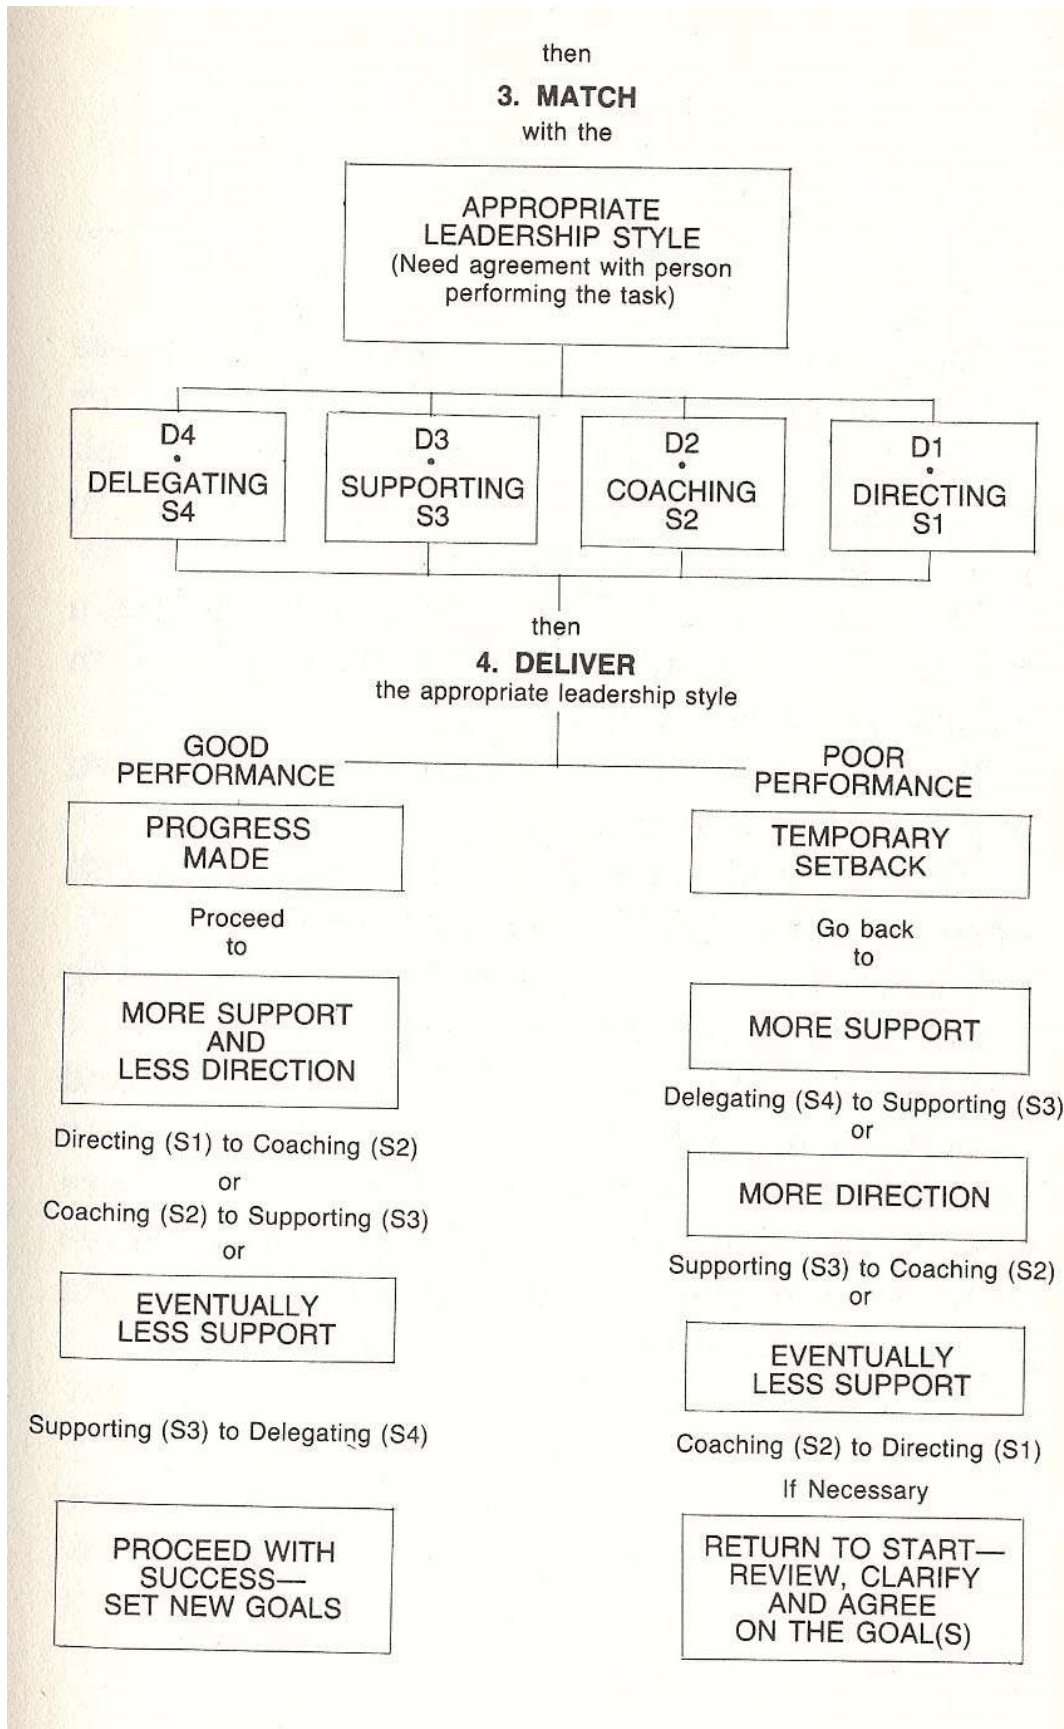 then
3. MATCH
with the
APPROPRIATE
LEADERSHIP STYLE
(Need agreement with person
performing the task)
D4
•
DELEGATING
S4
D3
•
SUPPORTING
S3
D2
•
COACHING
S2
D1
•
DIRECTING
S1
then
4. DELIVER
the appropriate leadership style
GOOD
PERFORMANCE
PROGRESS
MADE
Proceed
to
MORE SUPPORT
AND
LESS DIRECTION
Directing (S1) to Coaching (S2)
or
Coaching (S2) to Supporting (S3)
or
EVENTUALLY
LESS SUPPORT
Supporting (S3) to Delegating (S4)
PROCEED WITH
SUCCESS—
SET NEW GOALS
POOR
PERFORMANCE
TEMPORARY
SETBACK
Go back
to
MORE SUPPORT
Delegating (S4) to Supporting (S3)
or
MORE DIRECTION
Supporting (S3) to Coaching (S2)
or
EVENTUALLY
LESS SUPPORT
Coaching (S2) to Directing (S1)
If Necessary
RETURN TO START—
REVIEW, CLARIFY
AND AGREE
ON THE GOAL(S)